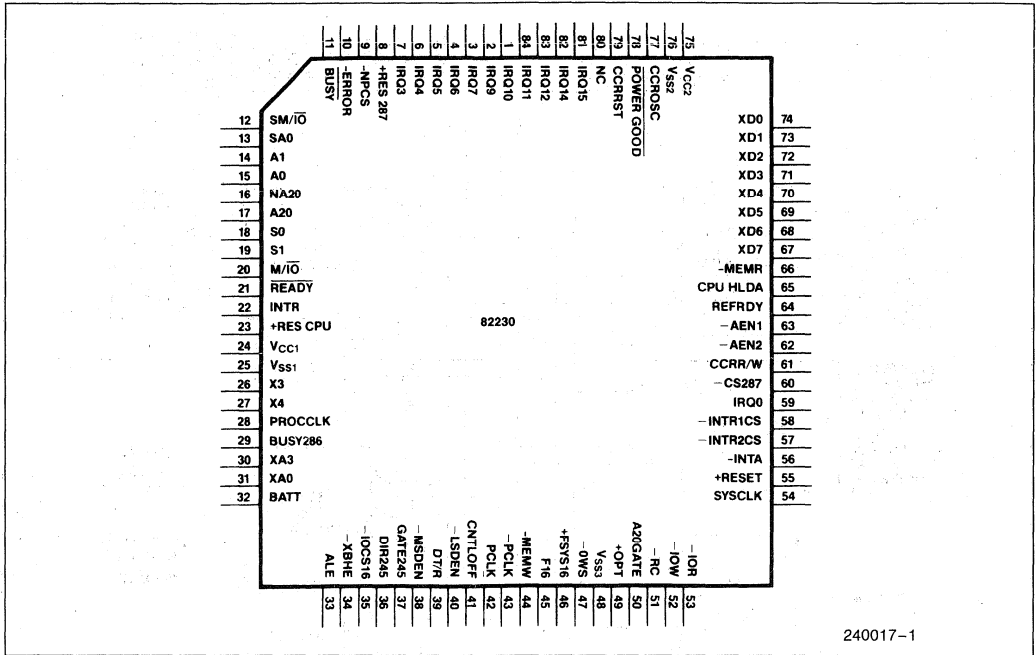 11 10 9 8 7 6 5 4 3 2 1 84 83 82 81 80 79 78 77 76 75
BUSY
-ERROR
-NPCS
+RES 287
IRQ3
IRQ4
IRQ5
IRQ6
IRQ7
IRQ9
IRQ10
IRQ11
IRQ12
IRQ14
IRQ15
NC
CCRRST
POWER GOOD
CCROSC
VSS2
VCC2
12 SM/IO
13 SA0
14 A1
15 A0
16 NA20
17 A20
18 S0
19 S1
20 M/IO
21 READY
22 INTR
23 +RES CPU
24 VCC1
25 VSS1
26 X3
27 X4
28 PROCCLK
29 BUSY286
30 XA3
31 XA0
32 BATT
82230
XD0 74
XD1 73
XD2 72
XD3 71
XD4 70
XD5 69
XD6 68
XD7 67
-MEMR 66
CPU HLDA 65
REFRDY 64
-AEN1 63
-AEN2 62
CCRR/W 61
-CS287 60
IRQ0 59
-INTR1CS 58
-INTR2CS 57
-INTA 56
+RESET 55
SYSCLK 54
ALE
-XBHE
-IOCS16
DIR245
GATE245
-MSDEN
DT/R
-LSDEN
CNTLOFF
PCLK
-PCLK
-MEMW
F16
+FSYS16
-0WS
VSS3
+OPT
A20GATE
-RC
-IOW
-IOR
33 34 35 36 37 38 39 40 41 42 43 44 45 46 47 48 49 50 51 52 53
240017-1